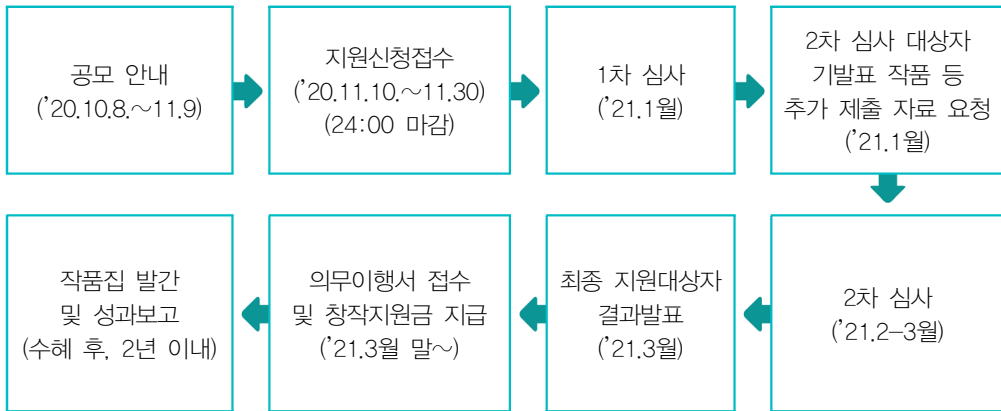 공모 안내
('20.10.8.～11.9)
지원신청접수
('20.11.10.～11.30)
(24:00 마감)
1차 심사
('21.1월)
2차 심사 대상자
기발표 작품 등
추가 제출 자료 요청
('21.1월)
2차 심사
('21.2-3월)
최종 지원대상자
결과발표
('21.3월)
의무이행서 접수
및 창작지원금 지급
('21.3월 말～)
작품집 발간
및 성과보고
(수혜 후, 2년 이내)